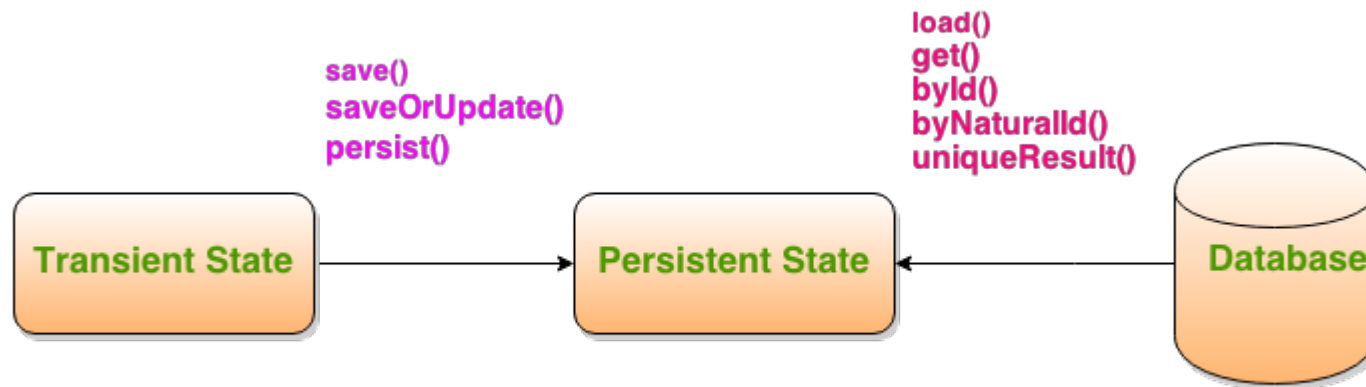 save()
saveOrUpdate()
persist()
load()
get()
byId()
byNaturalId()
uniqueResult()
Transient State
Persistent State
Database